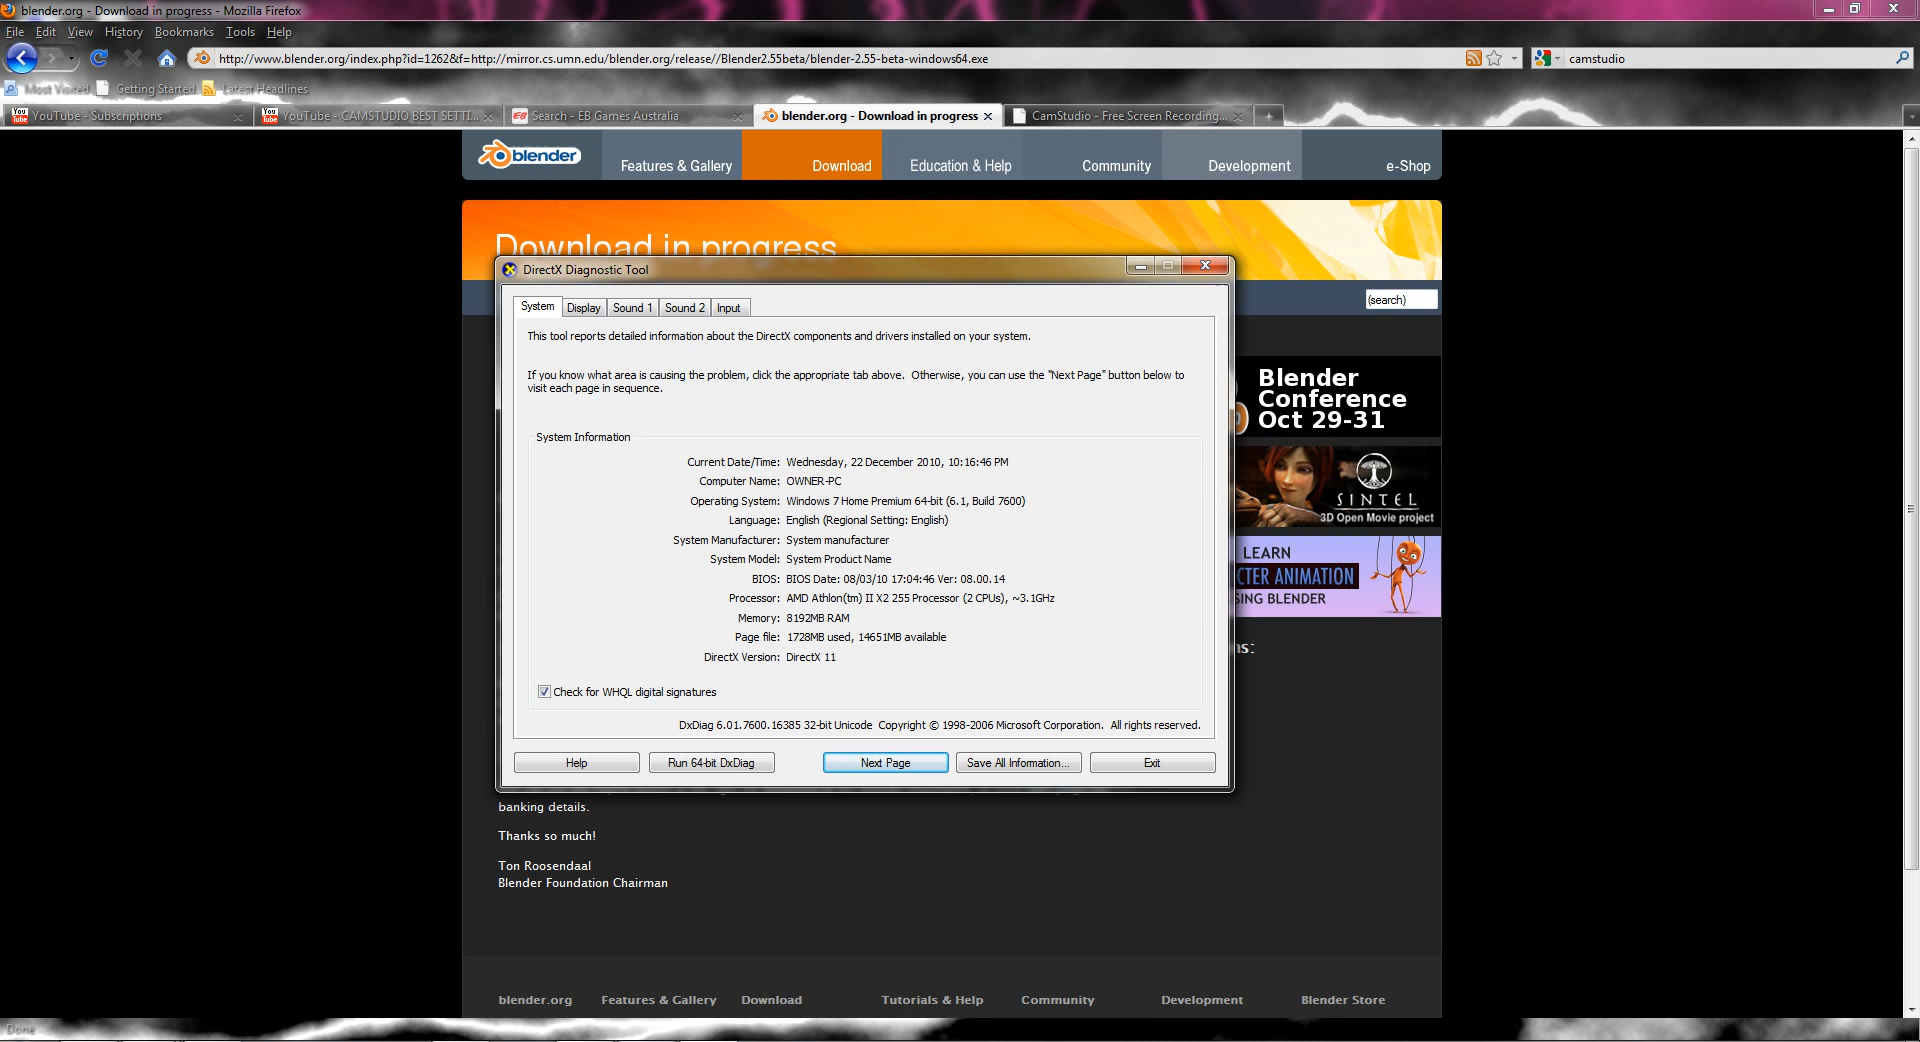 blender.org - Download in progress - Mozilla Firefox
File Edit View History Bookmarks Tools Help
http://www.blender.org/index.php?id=1262&tf=http://mirror.cs.umn.edu/blender.org/release//Blender2.55beta/blender-2.55-beta-windows64.exe
camstudio
Most Visited Getting Started Latest Headlines
YouTube - Subscriptions
YouTube - CAMSTUDIO BEST SETTI...
Search - EB Games Australia
blender.org - Download in progress
CamStudio - Free Screen Recording...
blender
Features & Gallery
Download
Education & Help
Community
Development
e-Shop
Download in progress
(search)
DirectX Diagnostic Tool
System Display Sound 1 Sound 2 Input
This tool reports detailed information about the DirectX components and drivers installed on your system.
If you know what area is causing the problem, click the appropriate tab above. Otherwise, you can use the "Next Page" button below to
visit each page in sequence.
System Information
Current Date/Time: Wednesday, 22 December 2010, 10:16:46 PM
Computer Name: OWNER-PC
Operating System: Windows 7 Home Premium 64-bit (6.1, Build 7600)
Language: English (Regional Setting: English)
System Manufacturer: System manufacturer
System Model: System Product Name
BIOS: BIOS Date: 08/03/10 17:04:46 Ver: 08.00.14
Processor: AMD Athlon(tm) II X2 255 Processor (2 CPUs), ~3.1GHz
Memory: 8192MB RAM
Page file: 1728MB used, 14651MB available
DirectX Version: DirectX 11
Check for WHQL digital signatures
DxDiag 6.01.7600.16385 32-bit Unicode Copyright © 1998-2006 Microsoft Corporation. All rights reserved.
Help
Run 64-bit DxDiag
Next Page
Save All Information...
Exit
Blender
Conference
Oct 29-31
SINTEL
3D Open Movie project
LEARN
CTER ANIMATION
SING BLENDER
ns:
banking details.
Thanks so much!
Ton Roosendaal
Blender Foundation Chairman
blender.org
Features & Gallery
Download
Tutorials & Help
Community
Development
Blender Store
Done